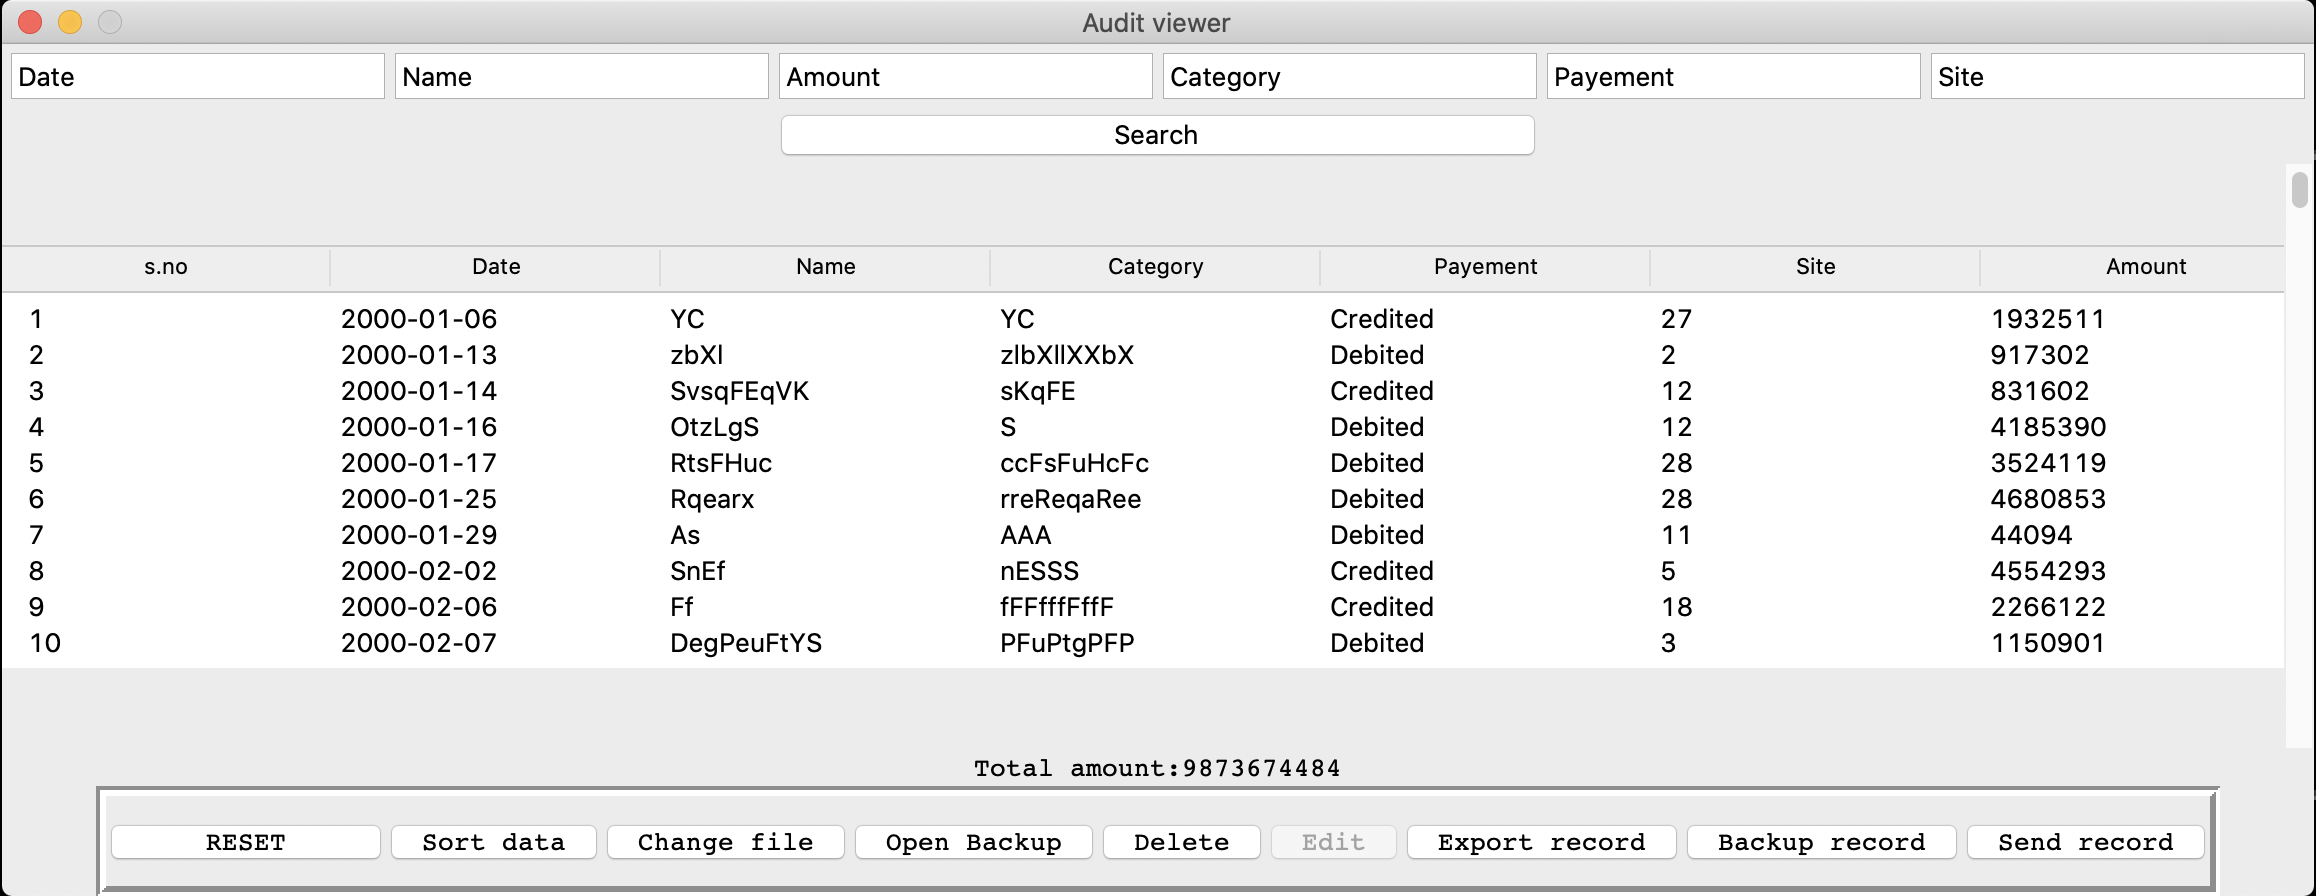 Audit viewer
Date Name Amount Category Payement Site
Search
s.no Date Name Category Payement Site Amount
1 2000-01-06 YC YC Credited 27 1932511
2 2000-01-13 zbXl zlbXllXXbX Debited 2 917302
3 2000-01-14 SvsqFEqVK sKqFE Credited 12 831602
4 2000-01-16 OtzLgS S Debited 12 4185390
5 2000-01-17 RtsFHuc ccFsFuHcFc Debited 28 3524119
6 2000-01-25 Rqearx rreReqaRee Debited 28 4680853
7 2000-01-29 As AAA Debited 11 44094
8 2000-02-02 SnEf nESSS Credited 5 4554293
9 2000-02-06 Ff fFFfffFffF Credited 18 2266122
10 2000-02-07 DegPeuFtYS PFuPtgPFP Debited 3 1150901
Total amount:9873674484
RESET Sort data Change file Open Backup Delete Edit Export record Backup record Send record